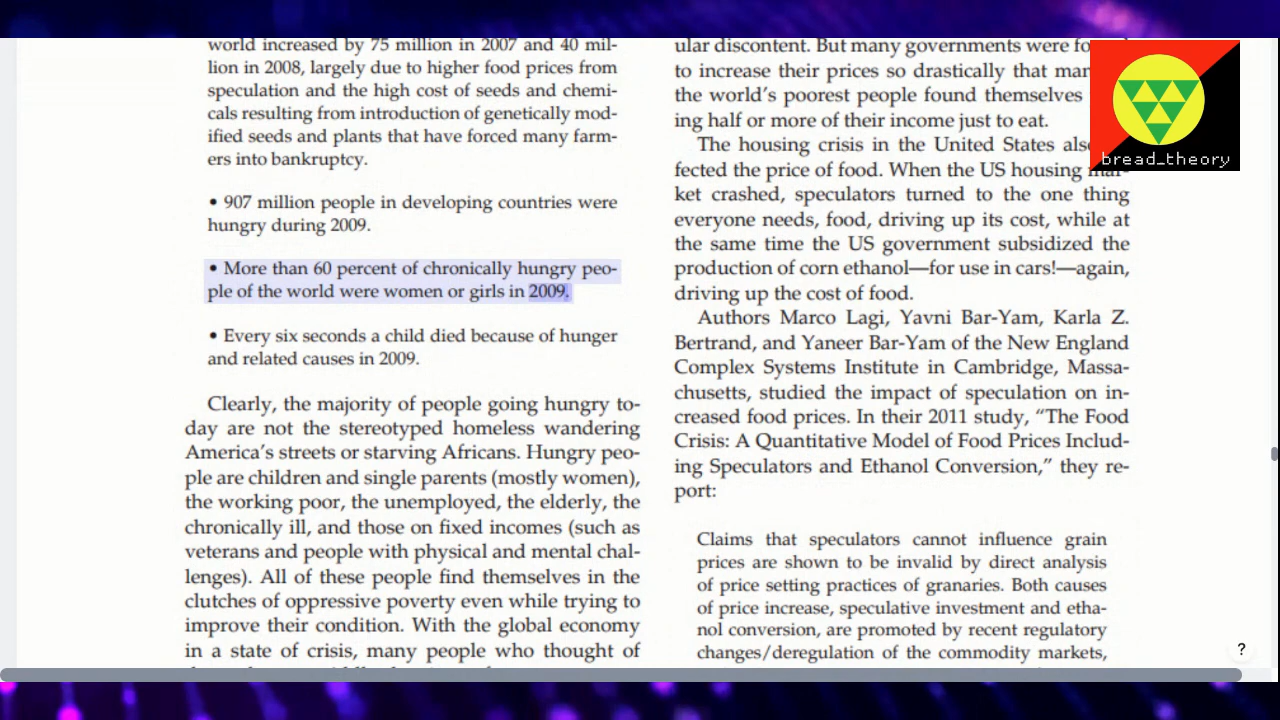 world increased by 75 million in 2007 and 40 mil-
lion in 2008, largely due to higher food prices from
speculation and the high cost of seeds and chemi-
cals resulting from introduction of genetically mod-
ified seeds and plants that have forced many farm-
ers into bankruptcy.
• 907 million people in developing countries were
hungry during 2009.
• More than 60 percent of chronically hungry peo-
ple of the world were women or girls in 2009.
• Every six seconds a child died because of hunger
and related causes in 2009.
Clearly, the majority of people going hungry to-
day are not the stereotyped homeless wandering
America's streets or starving Africans. Hungry peo-
ple are children and single parents (mostly women),
the working poor, the unemployed, the elderly, the
chronically ill, and those on fixed incomes (such as
veterans and people with physical and mental chal-
lenges). All of these people find themselves in the
clutches of oppressive poverty even while trying to
improve their condition. With the global economy
in a state of crisis, many people who thought of
ular discontent. But many governments were
to increase their prices so drastically that
the world's poorest people found themselves
ing half or more of their income just to eat.
The housing crisis in the United States
fected the price of food. When the US housing
ket crashed, speculators turned to the one thing
everyone needs, food, driving up its cost, while at
the same time the US government subsidized the
production of corn ethanol—for use in cars!—again,
driving up the cost of food.
Authors Marco Lagi, Yavni Bar-Yam, Karla Z.
Bertrand, and Yaneer Bar-Yam of the New England
Complex Systems Institute in Cambridge, Massa-
chusetts, studied the impact of speculation on in-
creased food prices. In their 2011 study, "The Food
Crisis: A Quantitative Model of Food Prices Includ-
ing Speculators and Ethanol Conversion," they re-
port:
Claims that speculators cannot influence grain
prices are shown to be invalid by direct analysis
of price setting practices of granaries. Both causes
of price increase, speculative investment and etha-
nol conversion, are promoted by recent regulatory
changes/deregulation of the commodity markets,
bread_theory
?